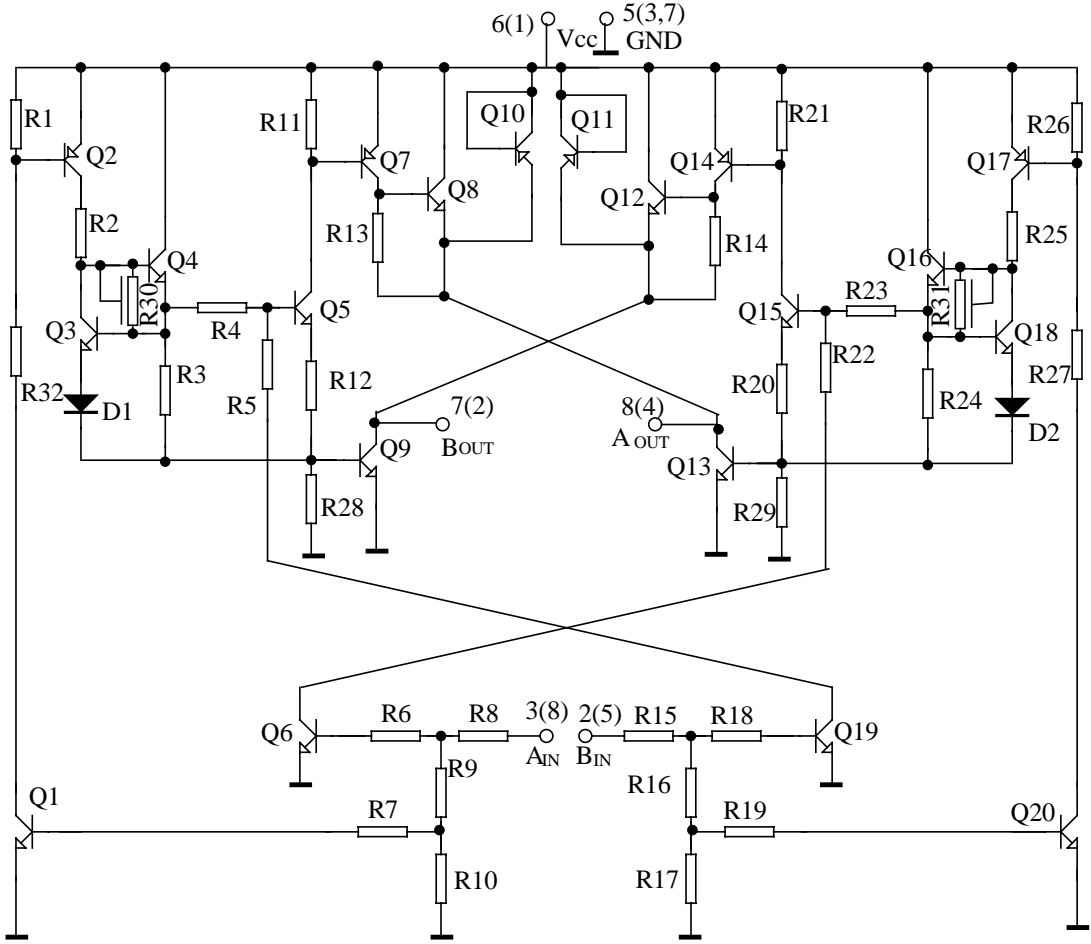 6(1)
5(3,7)
Vcc
GND
R1
Q2
R11
Q7
Q10
Q11
Q14
R21
Q17
R26
Q8
Q12
R2
R13
R14
R25
Q4
Q16
R30
R31
R23
Q3
R4
Q5
Q15
Q18
R32
R3
R5
R12
R22
R20
R24
R27
D1
7(2)
8(4)
D2
BOUT
A OUT
Q9
Q13
R28
R29
3(8)
2(5)
Q6
R6
R8
R15
R18
Q19
AIN
BIN
R9
R16
Q1
R7
R19
Q20
R10
R17